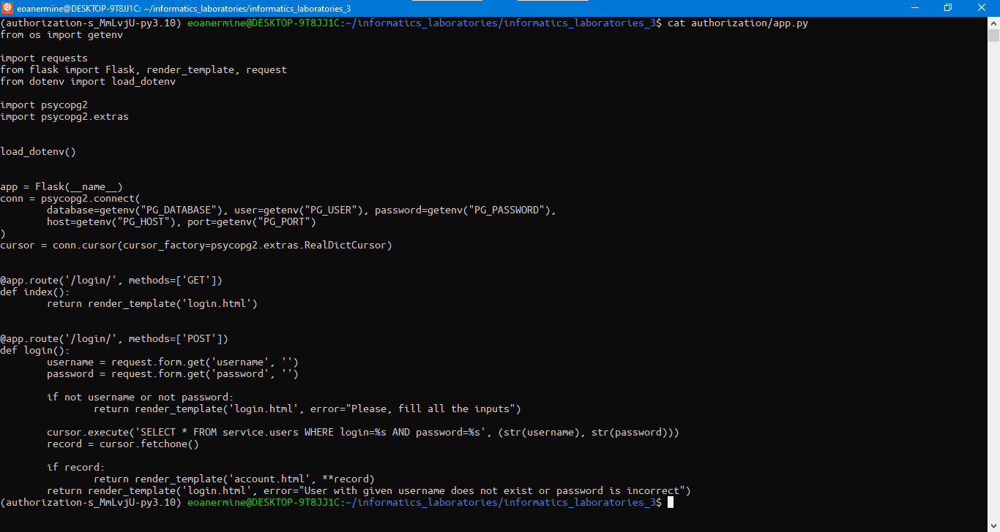 eoanermine@DESKTOP-9T8JJ1C: ~/informatics_laboratories/informatics_laboratories_3
(authorization-s_MmLvjU-py3.10) eoanermine@DESKTOP-9T8JJ1C:~/informatics_laboratories/informatics_laboratories_3$ cat authorization/app.py
from os import getenv

import requests
from flask import Flask, render_template, request
from dotenv import load_dotenv

import psycopg2
import psycopg2.extras


load_dotenv()


app = Flask(__name__)
conn = psycopg2.connect(
        database=getenv("PG_DATABASE"), user=getenv("PG_USER"), password=getenv("PG_PASSWORD"),
        host=getenv("PG_HOST"), port=getenv("PG_PORT")
)
cursor = conn.cursor(cursor_factory=psycopg2.extras.RealDictCursor)


@app.route('/login/', methods=['GET'])
def index():
        return render_template('login.html')


@app.route('/login/', methods=['POST'])
def login():
        username = request.form.get('username', '')
        password = request.form.get('password', '')

        if not username or not password:
                return render_template('login.html', error="Please, fill all the inputs")

        cursor.execute('SELECT * FROM service.users WHERE login=%s AND password=%s', (str(username), str(password)))
        record = cursor.fetchone()

        if record:
                return render_template('account.html', **record)
        return render_template('login.html', error="User with given username does not exist or password is incorrect")
(authorization-s_MmLvjU-py3.10) eoanermine@DESKTOP-9T8JJ1C:~/informatics_laboratories/informatics_laboratories_3$